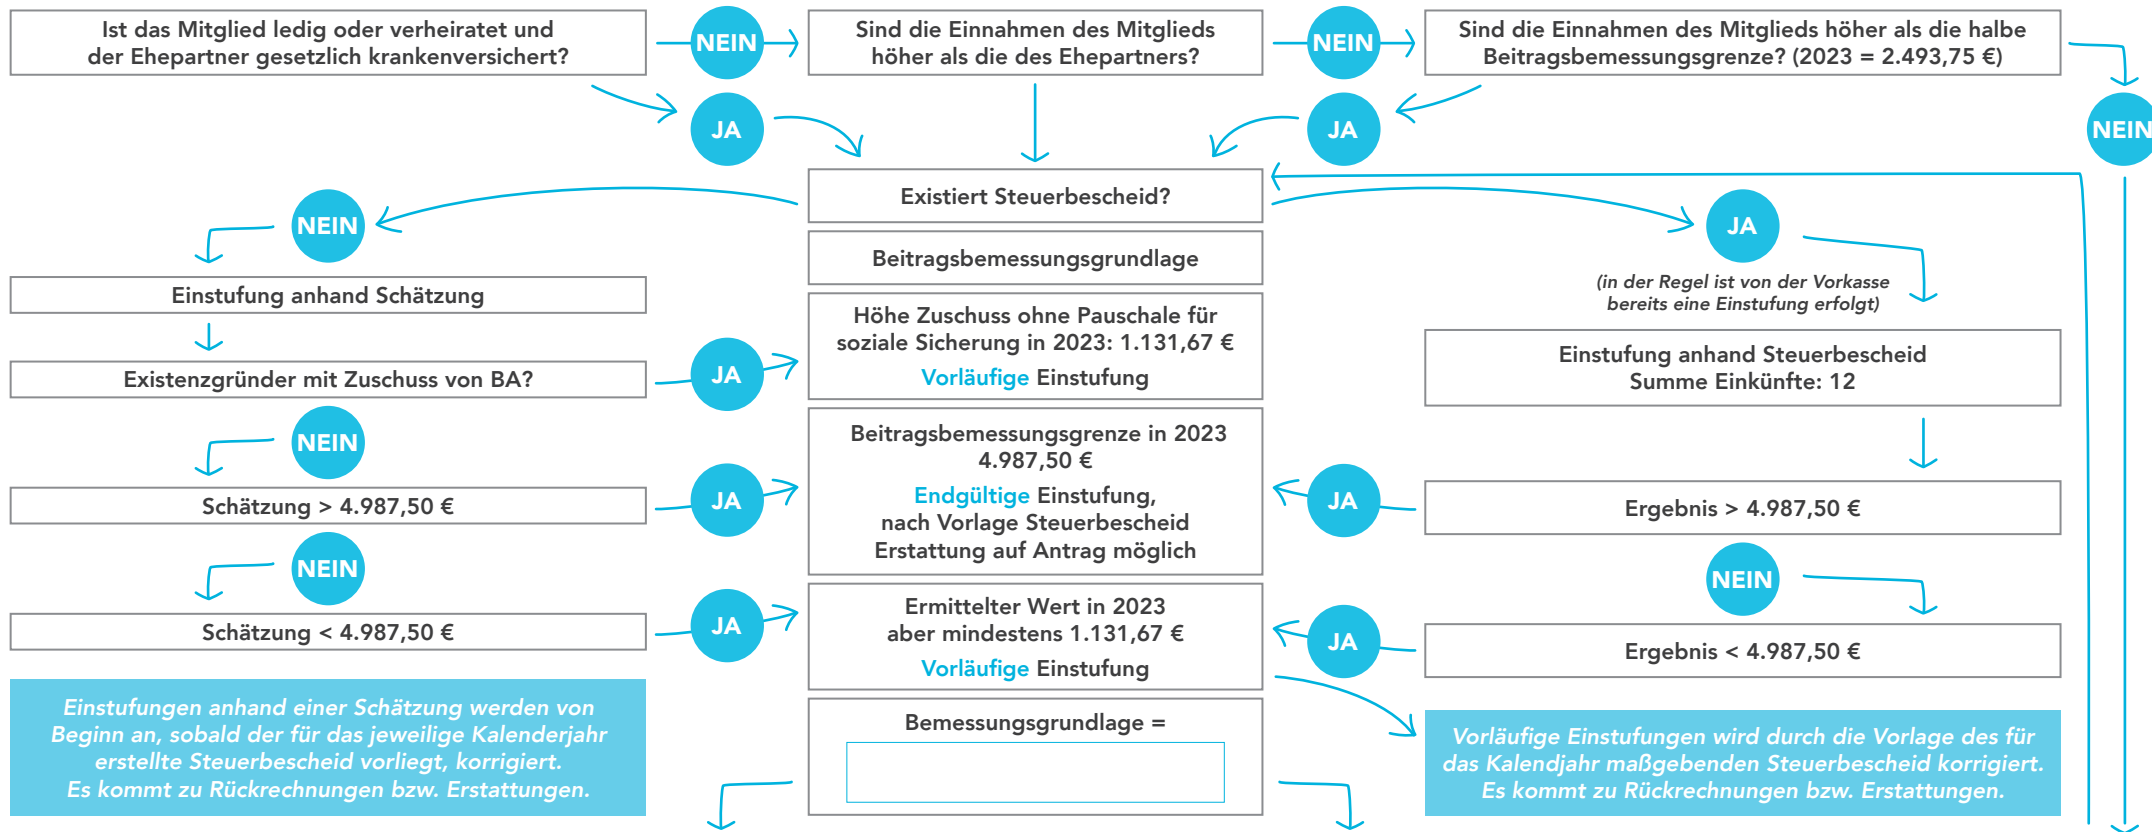 Ist das Mitglied ledig oder verheiratet und
der Ehepartner gesetzlich krankenversichert?
NEIN
Sind die Einnahmen des Mitglieds
höher als die des Ehepartners?
NEIN
Sind die Einnahmen des Mitglieds höher als die halbe
Beitragsbemessungsgrenze? (2023 = 2.493,75 €)
JA
JA
NEIN
Existiert Steuerbescheid?
NEIN
JA
Beitragsbemessungsgrundlage
(in der Regel ist von der Vorkasse
bereits eine Einstufung erfolgt)
Einstufung anhand Schätzung
Höhe Zuschuss ohne Pauschale für
soziale Sicherung in 2023: 1.131,67 €
Vorläufige Einstufung
Einstufung anhand Steuerbescheid
Summe Einkünfte: 12
Existenzgründer mit Zuschuss von BA?
JA
NEIN
Beitragsbemessungsgrenze in 2023
4.987,50 €
Endgültige Einstufung,
nach Vorlage Steuerbescheid
Erstattung auf Antrag möglich
Schätzung > 4.987,50 €
JA
JA
Ergebnis > 4.987,50 €
NEIN
NEIN
Schätzung < 4.987,50 €
JA
Ermittelter Wert in 2023
aber mindestens 1.131,67 €
Vorläufige Einstufung
JA
Ergebnis < 4.987,50 €
Einstufungen anhand einer Schätzung werden von
Beginn an, sobald der für das jeweilige Kalenderjahr
erstellte Steuerbescheid vorliegt, korrigiert.
Es kommt zu Rückrechnungen bzw. Erstattungen.
Bemessungsgrundlage =
Vorläufige Einstufungen wird durch die Vorlage des für
das Kalendjahr maßgebenden Steuerbescheid korrigiert.
Es kommt zu Rückrechnungen bzw. Erstattungen.